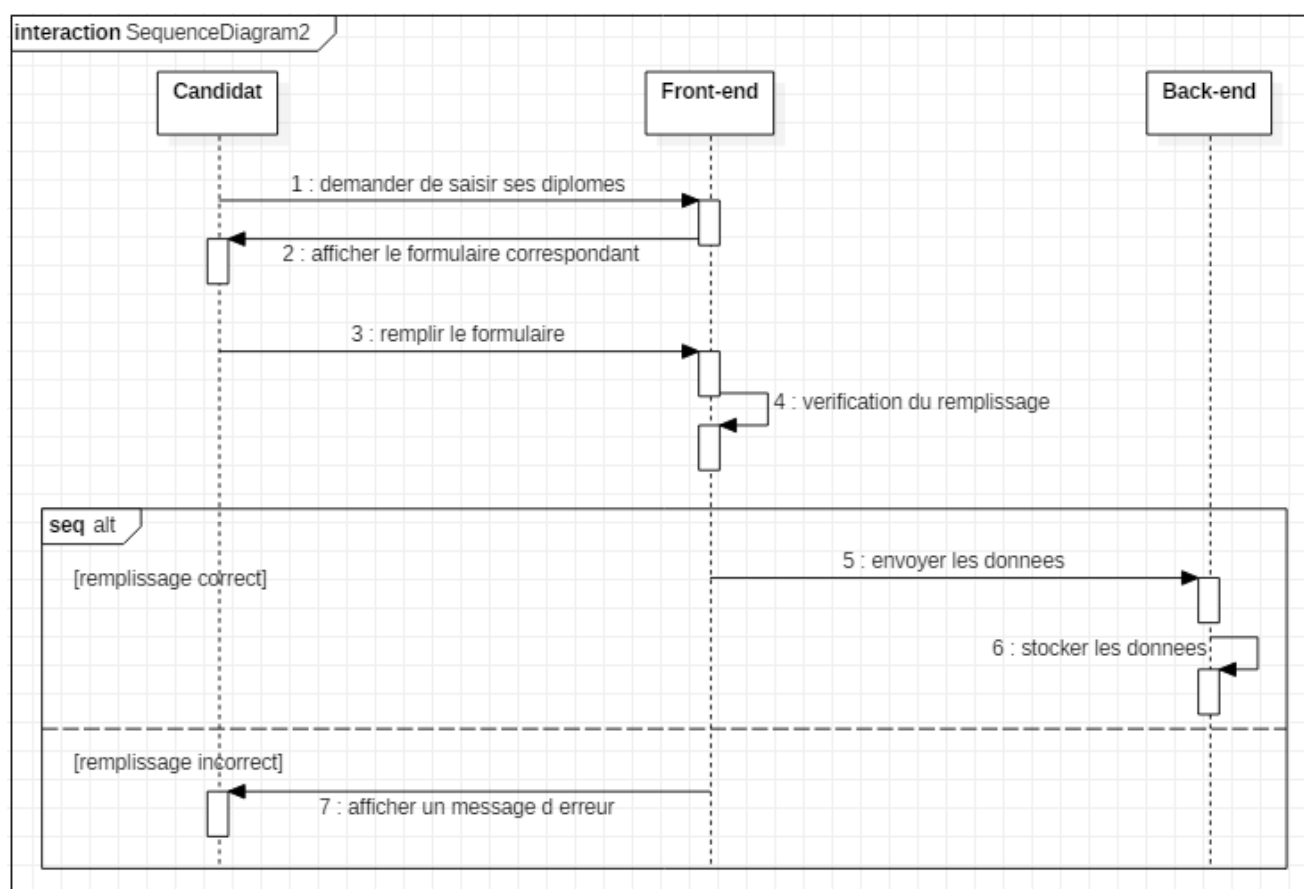 interaction SequenceDiagram2
Candidat
Front-end
Back-end
1 : demander de saisir ses diplomes
2 : afficher le formulaire correspondant
3 : remplir le formulaire
4 : verification du remplissage
seq alt
[remplissage correct]
5 : envoyer les donnees
6 : stocker les donnees
[remplissage incorrect]
7 : afficher un message d erreur